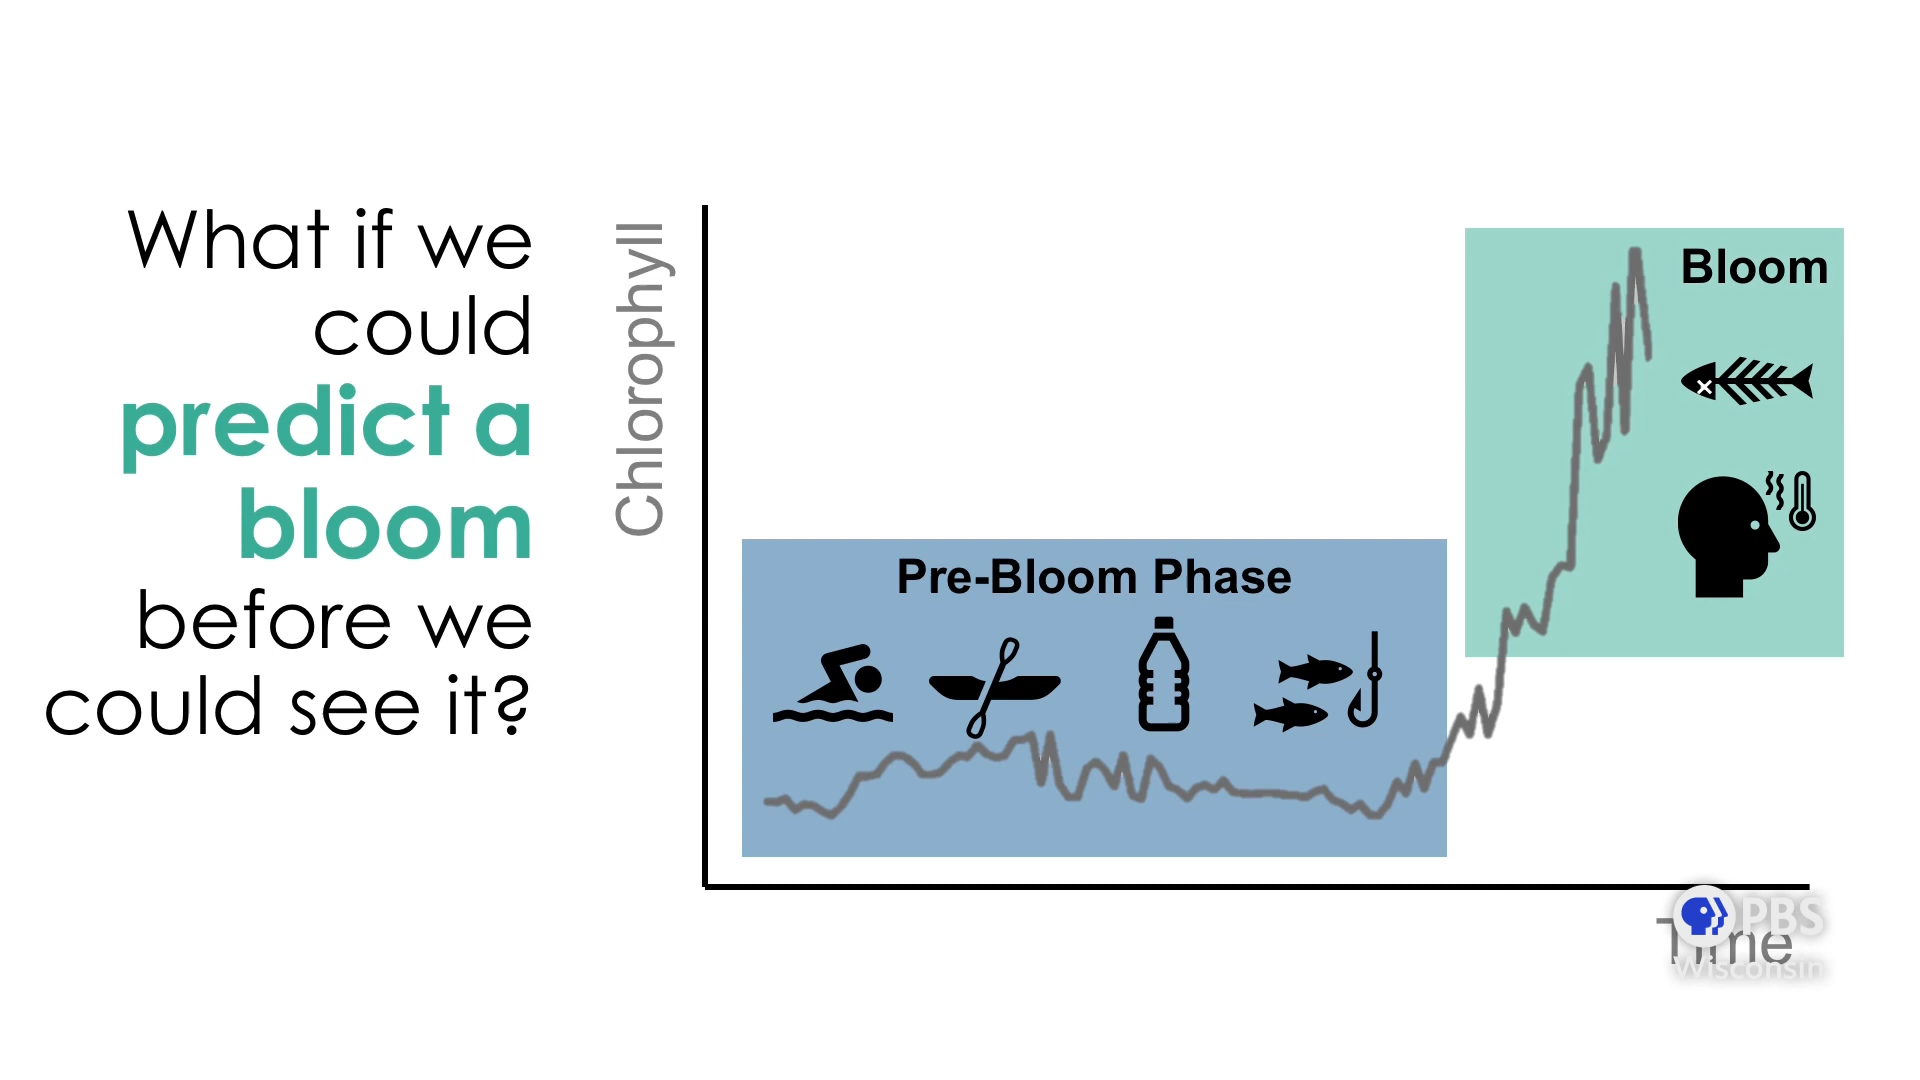 What if we
could
predict a
bloom
before we
could see it?
Chlorophyll
Bloom
Pre-Bloom Phase
Time
PBS
Wisconsin